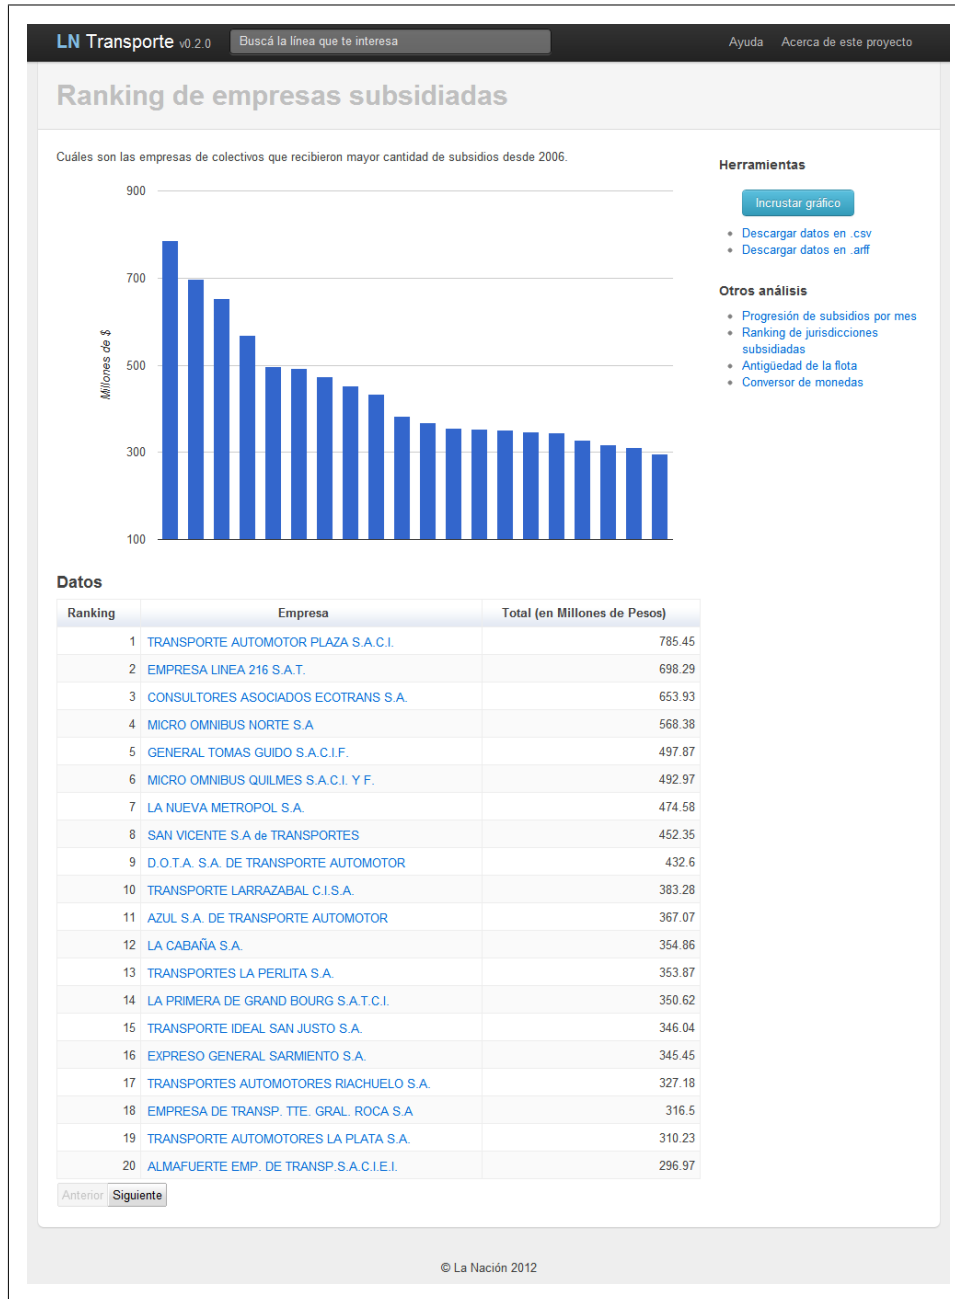 LN Transporte v0.2.0 Buscá la línea que te interesa Ayuda Acerca de este proyecto
Ranking de empresas subsidiadas
Cuáles son las empresas de colectivos que recibieron mayor cantidad de subsidios desde 2006.
900
700
500
300
100
Millones de $
Herramientas
Incrustar gráfico
Descargar datos en .csv
Descargar datos en .arff
Otros análisis
Progresión de subsidios por mes
Ranking de jurisdicciones
subsidiadas
Antigüedad de la flota
Conversor de monedas
Datos
Ranking Empresa Total (en Millones de Pesos)
1 TRANSPORTE AUTOMOTOR PLAZA S.A.C.I. 785.45
2 EMPRESA LINEA 216 S.A.T. 698.29
3 CONSULTORES ASOCIADOS ECOTRANS S.A. 653.93
4 MICRO OMNIBUS NORTE S.A 568.38
5 GENERAL TOMAS GUIDO S.A.C.I.F. 497.87
6 MICRO OMNIBUS QUILMES S.A.C.I. Y F. 492.97
7 LA NUEVA METROPOL S.A. 474.58
8 SAN VICENTE S.A de TRANSPORTES 452.35
9 D.O.T.A. S.A. DE TRANSPORTE AUTOMOTOR 432.6
10 TRANSPORTE LARRAZABAL C.I.S.A. 383.28
11 AZUL S.A. DE TRANSPORTE AUTOMOTOR 367.07
12 LA CABAÑA S.A. 354.86
13 TRANSPORTES LA PERLITA S.A. 353.87
14 LA PRIMERA DE GRAND BOURG S.A.T.C.I. 350.62
15 TRANSPORTE IDEAL SAN JUSTO S.A. 346.04
16 EXPRESO GENERAL SARMIENTO S.A. 345.45
17 TRANSPORTES AUTOMOTORES RIACHUELO S.A. 327.18
18 EMPRESA DE TRANSP. TTE. GRAL. ROCA S.A 316.5
19 TRANSPORTE AUTOMOTORES LA PLATA S.A. 310.23
20 ALMAFUERTE EMP. DE TRANSP.S.A.C.I.E.I. 296.97
Anterior Siguiente
© La Nación 2012